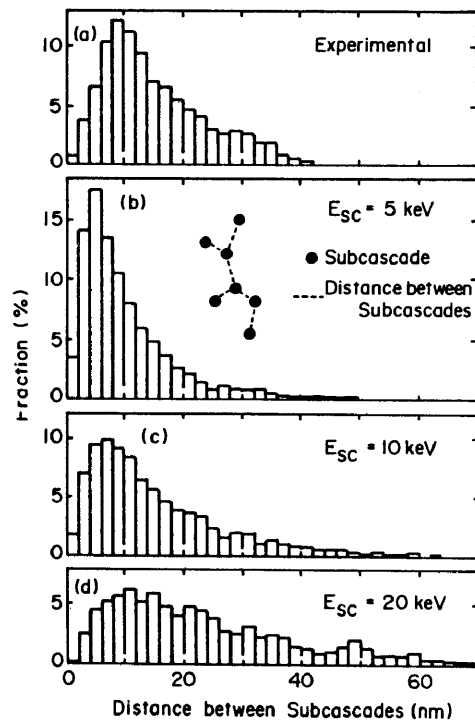 (a)
Experimental
10
5
0
(b)
E_SC = 5 keV
Subcascade
Distance between
Subcascades
15
10
5
0
Fraction (%)
(c)
E_SC = 10 keV
10
5
0
(d)
E_SC = 20 keV
5
0
0 20 40 60
Distance between Subcascades (nm)